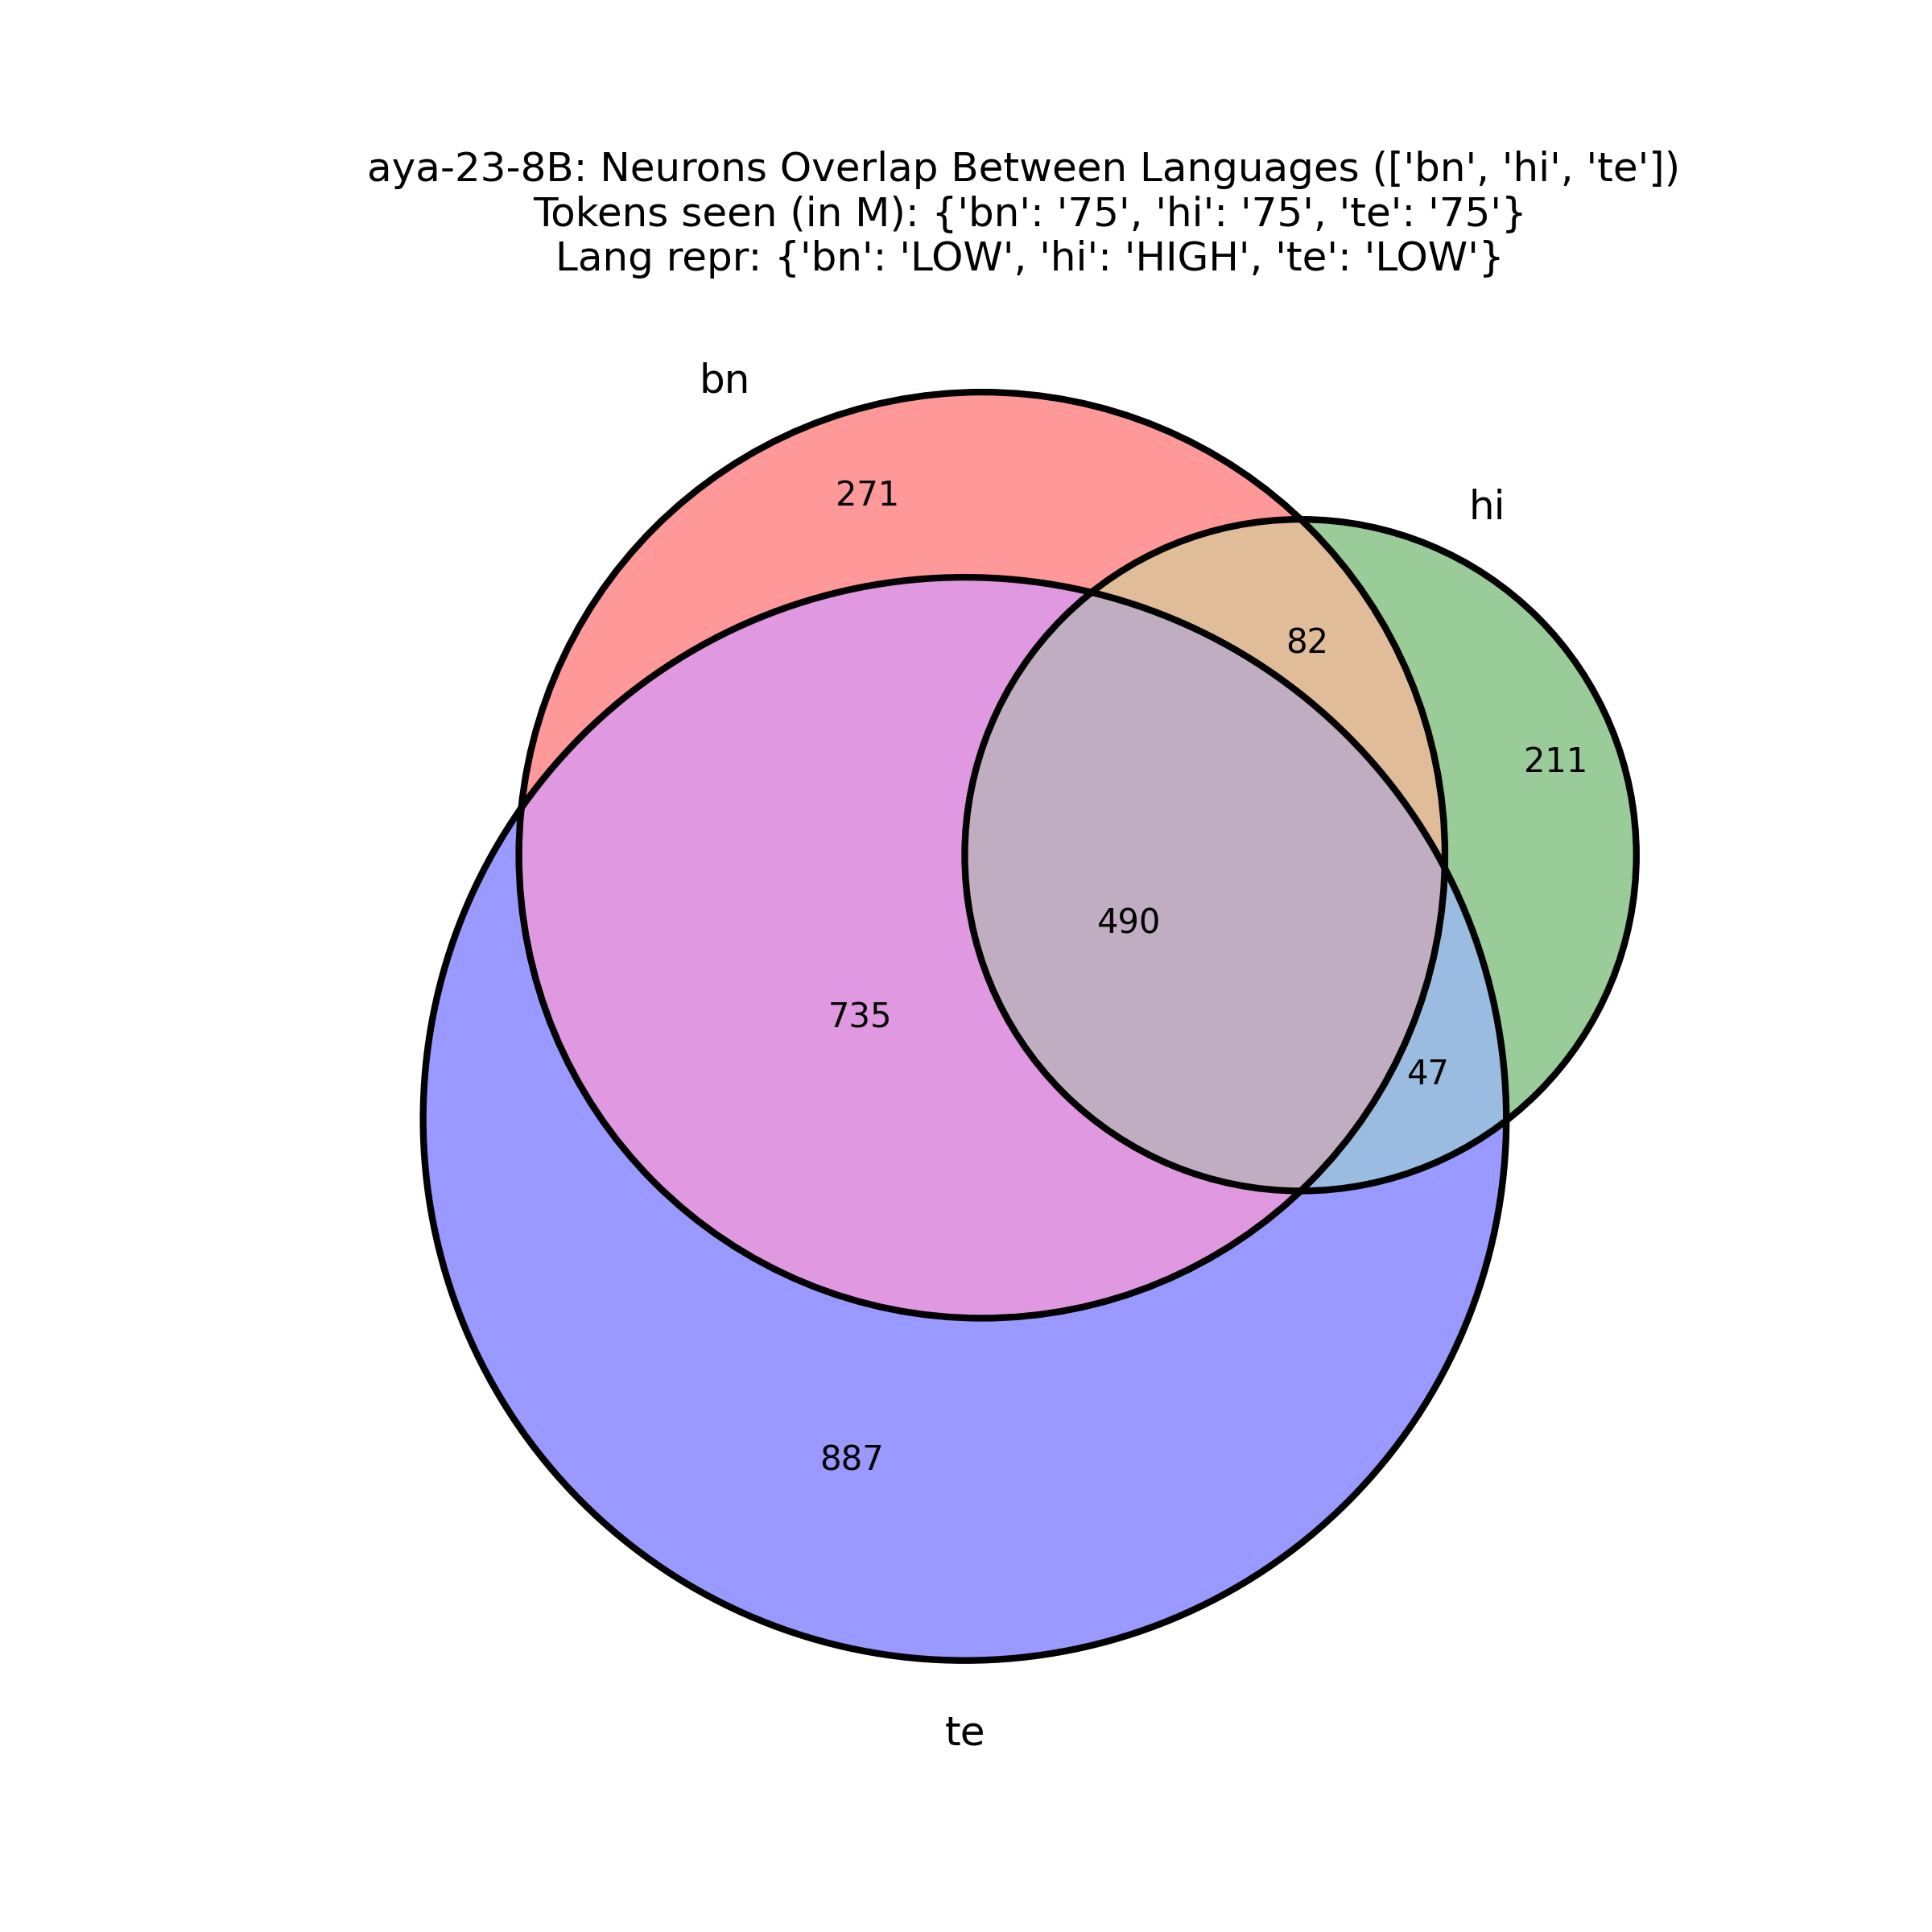 aya-23-8B: Neurons Overlap Between Languages (['bn', 'hi', 'te'])
Tokens seen (in M): {'bn': '75', 'hi': '75', 'te': '75'}
Lang repr: {'bn': 'LOW', 'hi': 'HIGH', 'te': 'LOW'}
bn
271
hi
82
211
490
735
47
887
te